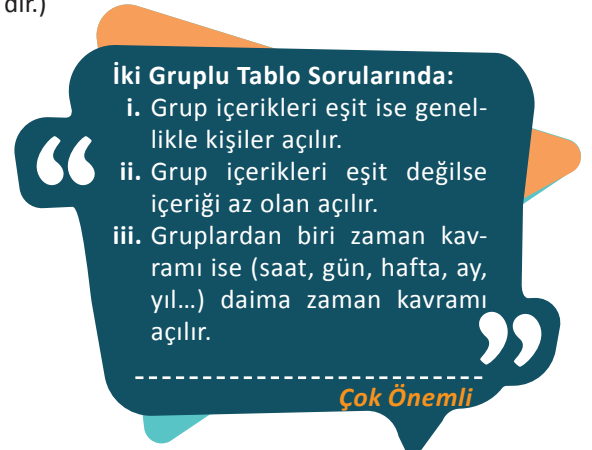 dir.)
İki Gruplu Tablo Sorularında:
i. Grup içerikleri eşit ise genel-
likle kişiler açılır.
ii. Grup içerikleri eşit değilse
içeriği az olan açılır.
iii. Gruplardan biri zaman kav-
ramı ise (saat, gün, hafta, ay,
yıl...) daima zaman kavramı
açılır.
Çok Önemli